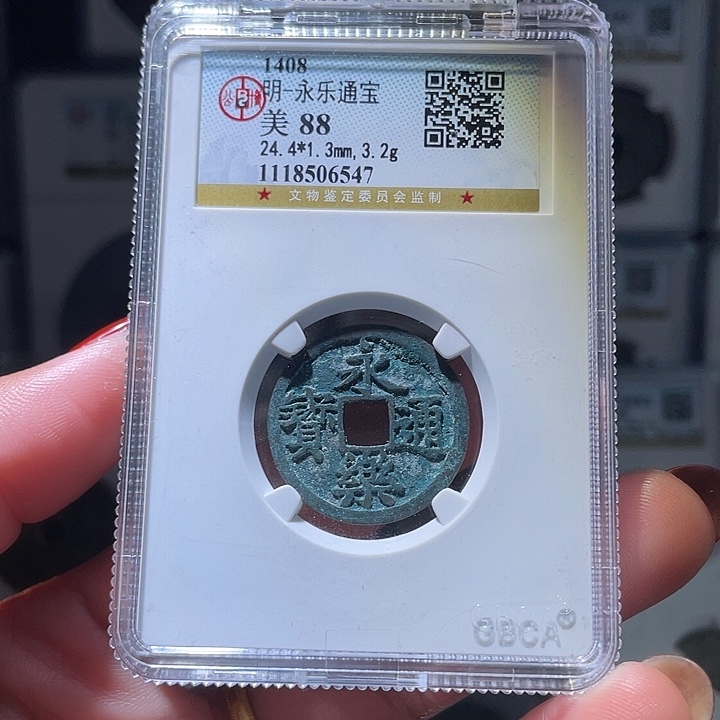 1408
明-永乐通宝
美 88
24.4*1.3mm,3.2g
1118506547
★ 文物鉴定委员会监制 ★
永樂通寶
GBCA